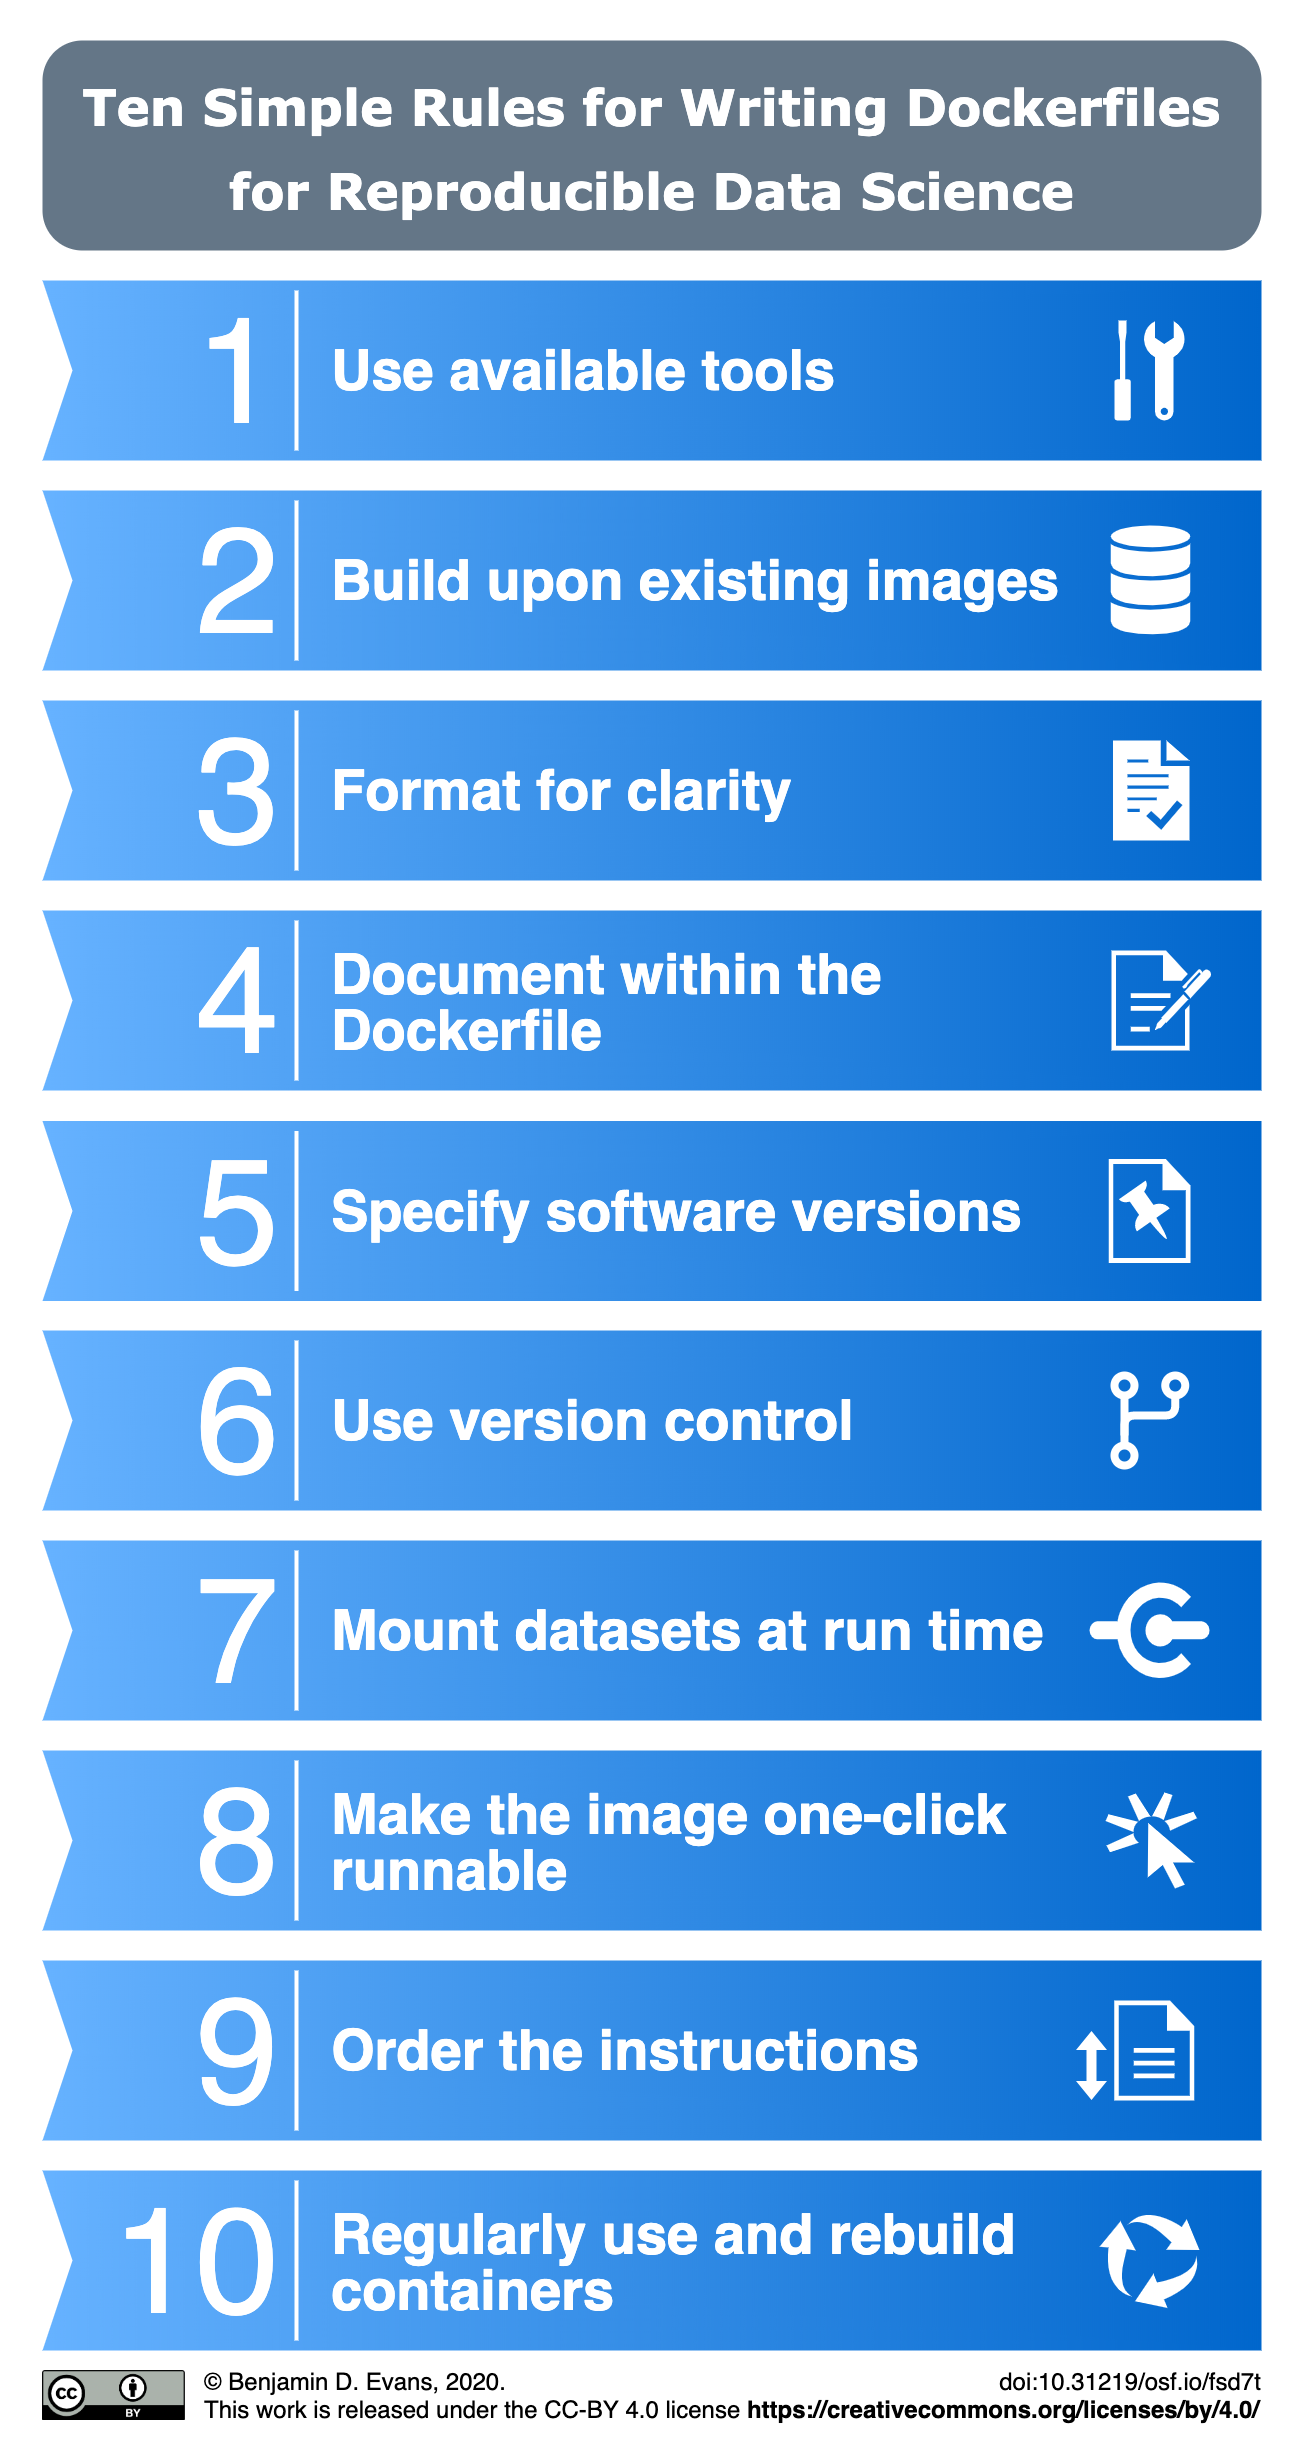 Ten Simple Rules for Writing Dockerfiles
for Reproducible Data Science
1
Use available tools
2
Build upon existing images
3
Format for clarity
4
Document within the
Dockerfile
5
Specify software versions
6
Use version control
7
Mount datasets at run time
8
Make the image one-click
runnable
9
Order the instructions
10
Regularly use and rebuild
containers
cc
BY
© Benjamin D. Evans, 2020.
doi:10.31219/osf.io/fsd7t
This work is released under the CC-BY 4.0 license https://creativecommons.org/licenses/by/4.0/